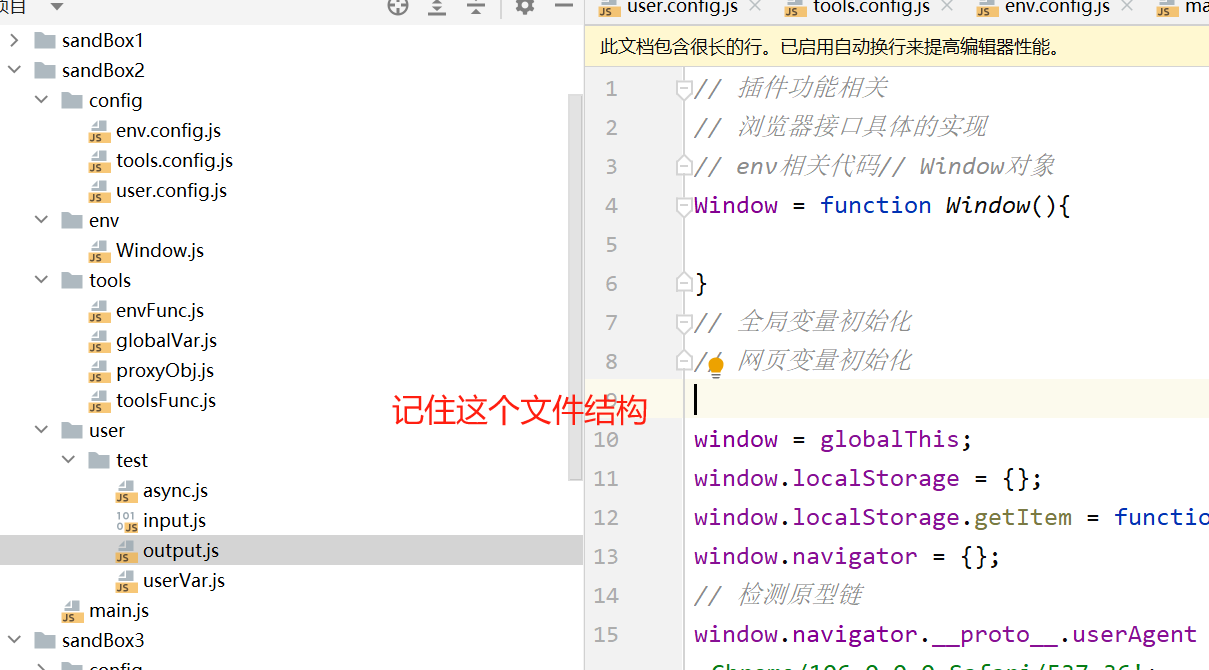 项目
sandBox1
sandBox2
config
env.config.js
tools.config.js
user.config.js
env
Window.js
tools
envFunc.js
globalVar.js
proxyObj.js
toolsFunc.js
user
test
async.js
input.js
output.js
userVar.js
main.js
sandBox3
config
记住这个文件结构
user.config.js
tools.config.js
env.config.js
此文档包含很长的行。已启用自动换行来提高编辑器性能。
1 // 插件功能相关
2 // 浏览器接口具体的实现
3 // env相关代码// Window对象
4 Window = function Window(){
5
6 }
7 // 全局变量初始化
8 // 网页变量初始化
9
10 window = globalThis;
11 window.localStorage = {};
12 window.localStorage.getItem = functio
13 window.navigator = {};
14 // 检测原型链
15 window.navigator.__proto__.userAgent